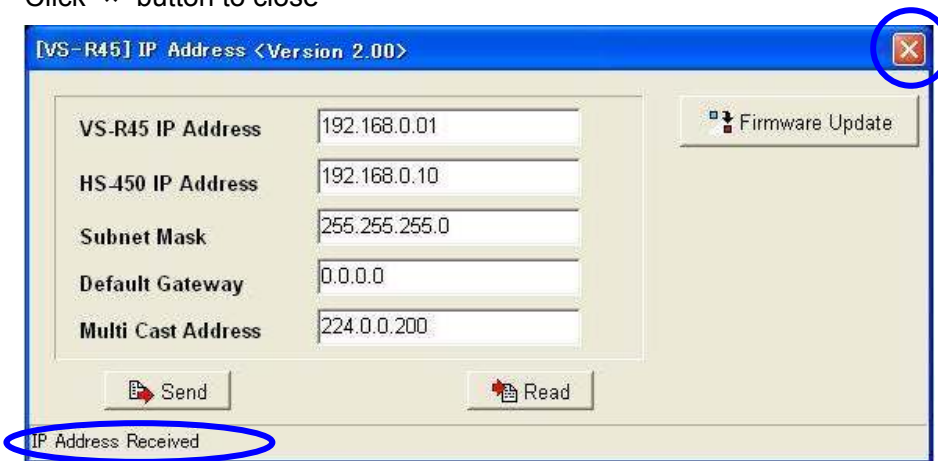 Click "×" button to close
[VS-R45] IP Address <Version 2.00>
VS-R45 IP Address 192.168.0.01
Firmware Update
HS-450 IP Address 192.168.0.10
Subnet Mask 255.255.255.0
Default Gateway 0.0.0.0
Multi Cast Address 224.0.0.200
Send Read
IP Address Received